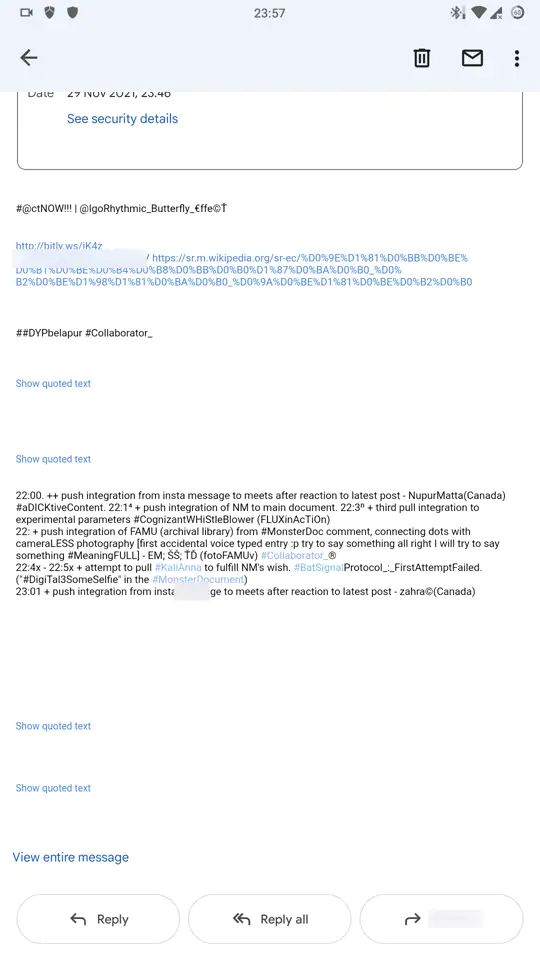 23:57
60
Date 29 Nov 2021, 23:46
See security details
#@ctNOW!!! | @lgoRhythmic_Butterfly_€ffe©Ť
http://bitly.ws/jK4z
/ https://sr.m.wikipedia.org/sr-ec/%D0%9E%D1%81%D0%BB%D0%BE%
D0%B1%D0%BE%D0%B4%D0%B8%D0%BB%D0%B0%D1%87%D0%BA%D0%B0_%D0%
B2%D0%BE%D1%98%D1%81%D0%BA%D0%B0_%D0%9A%D0%BE%D1%81%D0%BE%D0%B2%D0%B0
##DYPbelapur #Collaborator_
Show quoted text
Show quoted text
22:00. ++ push integration from insta message to meets after reaction to latest post - NupurMatta(Canada)
#aDICKtiveContent. 22:1⁴ + push integration of NM to main document. 22:3ⁿ + third pull integration to
experimental parameters #CognizantWHiStleBlower (FLUXinAcTiOn)
22: + push integration of FAMU (archival library) from #MonsterDoc comment, connecting dots with
cameraLESS photography [first accidental voice typed entry :p try to say something all right I will try to say
something #MeaningFULL] - EM; ŠŠ; ŤĎ (fotoFAMUv) #Collaborator_®
22:4x - 22:5x + attempt to pull #KaliAnna to fulfill NM's wish. #BatSignalProtocol_:_FirstAttemptFailed.
("#DigiTal3SomeSelfie" in the #MonsterDocument)
23:01 + push integration from insta ge to meets after reaction to latest post - zahra©(Canada)
Show quoted text
Show quoted text
View entire message
Reply
Reply all